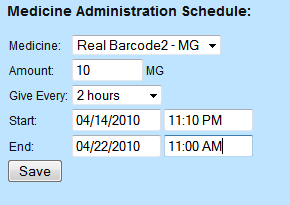 Medicine Administration Schedule:
Medicine: Real Barcode2 - MG
Amount: 10 MG
Give Every: 2 hours
Start: 04/14/2010 11:10 PM
End: 04/22/2010 11:00 AM
Save